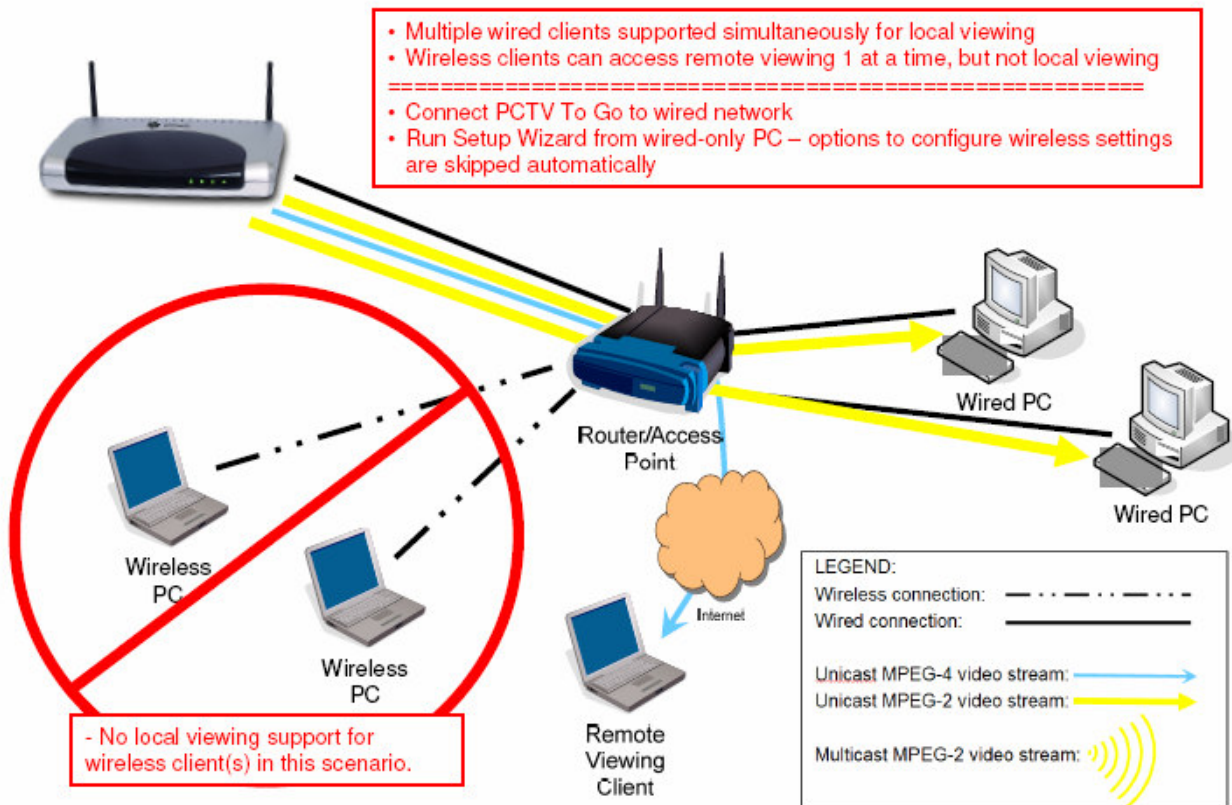 • Multiple wired clients supported simultaneously for local viewing
• Wireless clients can access remote viewing 1 at a time, but not local viewing
==========================================================
• Connect PCTV To Go to wired network
• Run Setup Wizard from wired-only PC – options to configure wireless settings
are skipped automatically
Wired PC
Router/Access
Point
Wired PC
Wireless
PC
Wireless
PC
Internet
Remote
Viewing
Client
- No local viewing support for
wireless client(s) in this scenario.
LEGEND:
Wireless connection:
Wired connection:
Unicast MPEG-4 video stream:
Unicast MPEG-2 video stream:
Multicast MPEG-2 video stream: